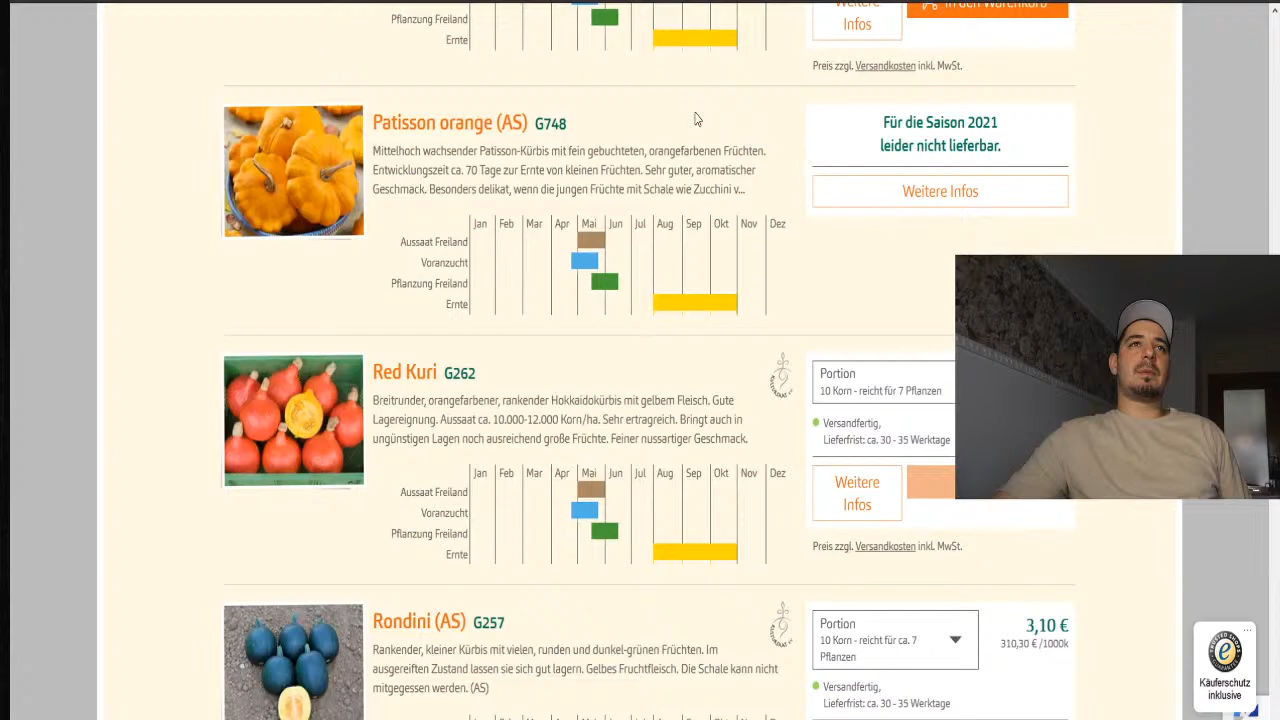 Pflanzung Freiland
Ernte
Weitere
Infos
In den Warenkorb
Preis zzgl. Versandkosten inkl. MwSt.
Patisson orange (AS) G748
Mittelhoch wachsender Patisson-Kürbis mit fein gebuchteten, orangefarbenen Früchten.
Entwicklungszeit ca. 70 Tage zur Ernte von kleinen Früchten. Sehr guter, aromatischer
Geschmack. Besonders delikat, wenn die jungen Früchte mit Schale wie Zucchini v...
Jan Feb Mar Apr Mai Jun Jul Aug Sep Okt Nov Dez
Aussaat Freiland
Voranzucht
Pflanzung Freiland
Ernte
Für die Saison 2021
leider nicht lieferbar.
Weitere Infos
Red Kuri G262
Breitrunder, orangefarbener, rankender Hokkaidokürbis mit gelbem Fleisch. Gute
Lagereignung. Aussaat ca. 10.000-12.000 Korn/ha. Sehr ertragreich. Bringt auch in
ungünstigen Lagen noch ausreichend große Früchte. Feiner nussartiger Geschmack.
Jan Feb Mar Apr Mai Jun Jul Aug Sep Okt Nov Dez
Aussaat Freiland
Voranzucht
Pflanzung Freiland
Ernte
Portion
10 Korn - reicht für 7 Pflanzen
Versandfertig,
Lieferfrist: ca. 30 - 35 Werktage
Weitere
Infos
Preis zzgl. Versandkosten inkl. MwSt.
Rondini (AS) G257
Rankender, kleiner Kürbis mit vielen, runden und dunkel-grünen Früchten. Im
ausgereiften Zustand lassen sie sich gut lagern. Gelbes Fruchtfleisch. Die Schale kann nicht
mitgegessen werden. (AS)
Portion
10 Korn - reicht für ca. 7
Pflanzen
3,10 €
310,30 € /1000k
Versandfertig,
Lieferfrist: ca. 30 - 35 Werktage
Käuferschutz
inklusive